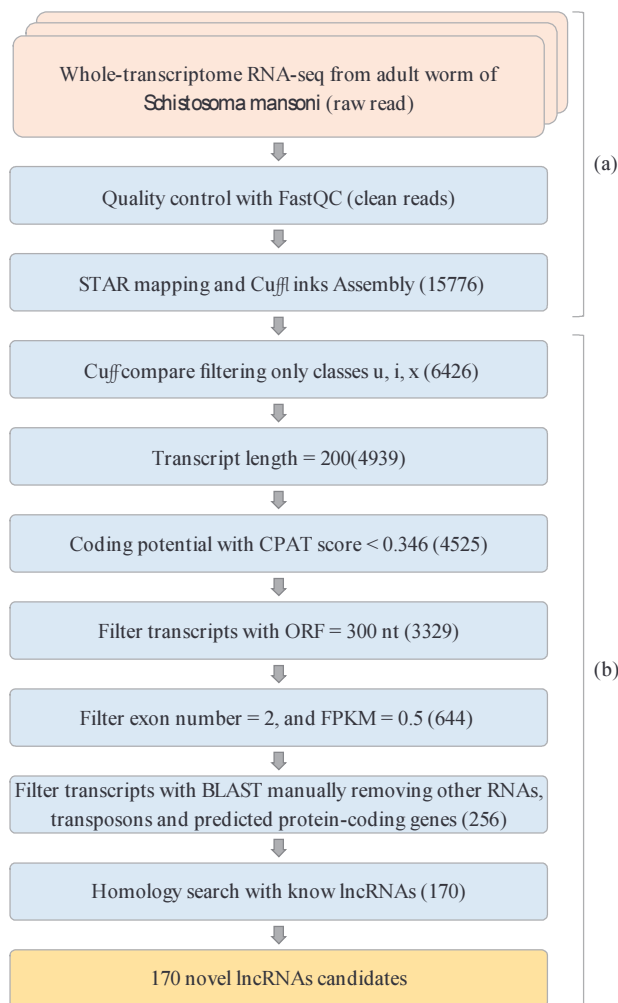 Whole-transcriptome RNA-seq from adult worm of
Schistosoma mansoni (raw read)
Quality control with FastQC (clean reads)
STAR mapping and Cufflinks Assembly (15776)
(a)
Cuffcompare filtering only classes u, i, x (6426)
Transcript length = 200(4939)
Coding potential with CPAT score < 0.346 (4525)
Filter transcripts with ORF = 300 nt (3329)
Filter exon number = 2, and FPKM = 0.5 (644)
Filter transcripts with BLAST manually removing other RNAs,
transposons and predicted protein-coding genes (256)
Homology search with know lncRNAs (170)
170 novel lncRNAs candidates
(b)